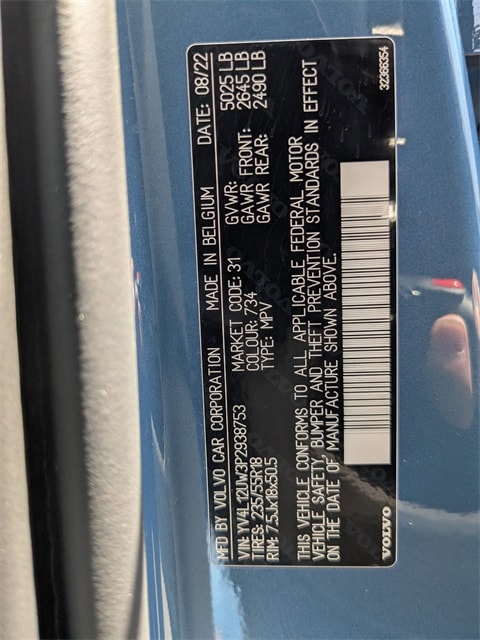 MFD BY VOLVO CAR CORPORATION MADE IN BELGIUM DATE: 08/22
VIN: YV4L12UW3P2938753 MARKET CODE: 31 GVWR: 5025 LB
TIRES: 235/55R18 COLOUR: 734 GAWR FRONT: 2645 LB
RIM: 7.5Jx18x50.5 TYPE: MPV GAWR REAR: 2490 LB
THIS VEHICLE CONFORMS TO ALL APPLICABLE FEDERAL MOTOR
VEHICLE SAFETY, BUMPER AND THEFT PREVENTION STANDARDS IN EFFECT
ON THE DATE OF MANUFACTURE SHOWN ABOVE.
VOLVO 32366354